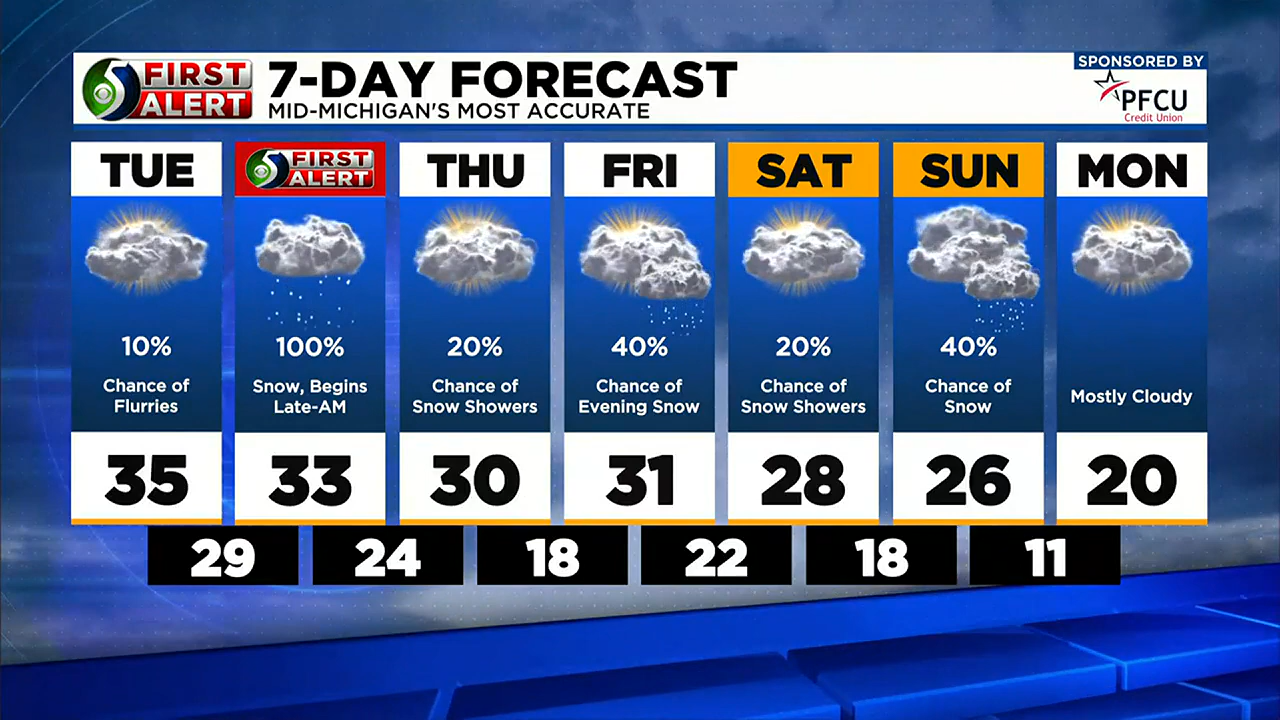 6 FIRST ALERT
7-DAY FORECAST
MID-MICHIGAN'S MOST ACCURATE
SPONSORED BY
PFCU
Credit Union
TUE
10%
Chance of
Flurries
35
6 FIRST ALERT
100%
Snow, Begins
Late-AM
33
THU
20%
Chance of
Snow Showers
30
FRI
40%
Chance of
Evening Snow
31
SAT
20%
Chance of
Snow Showers
28
SUN
40%
Chance of
Snow
26
MON
Mostly Cloudy
20
29
24
18
22
18
11